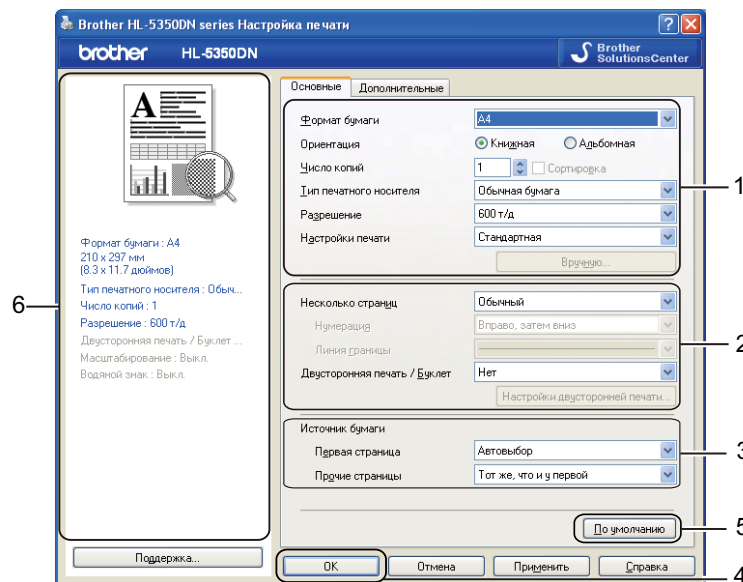 Brother HL-5350DN series Настройка печати
brother HL-5350DN
Brother SolutionsCenter
Основные Дополнительные
Формат бумаги A4
Ориентация Книжная Альбомная
Число копий 1 Сортировка
Тип печатного носителя Обычная бумага
1
Разрешение 600 т/д
Настройки печати Стандартная
Вручную...
A
Формат бумаги : A4
210 x 297 мм
(8.3 x 11.7 дюймов)
Тип печатного носителя : Обыч...
Число копий : 1
Разрешение : 600 т/д
Двусторонняя печать / Буклет ...
Масштабирование : Выкл.
Водяной знак : Выкл.
6
Несколько страниц Обычный
Нумерация Вправо, затем вниз
Линия границы
2
Двусторонняя печать / Буклет Нет
Настройки двусторонней печати...
Источник бумаги
Первая страница Автовыбор
3
Прочие страницы Тот же, что и у первой
По умолчанию
5
Поддержка...
OK Отмена Применить Справка
4